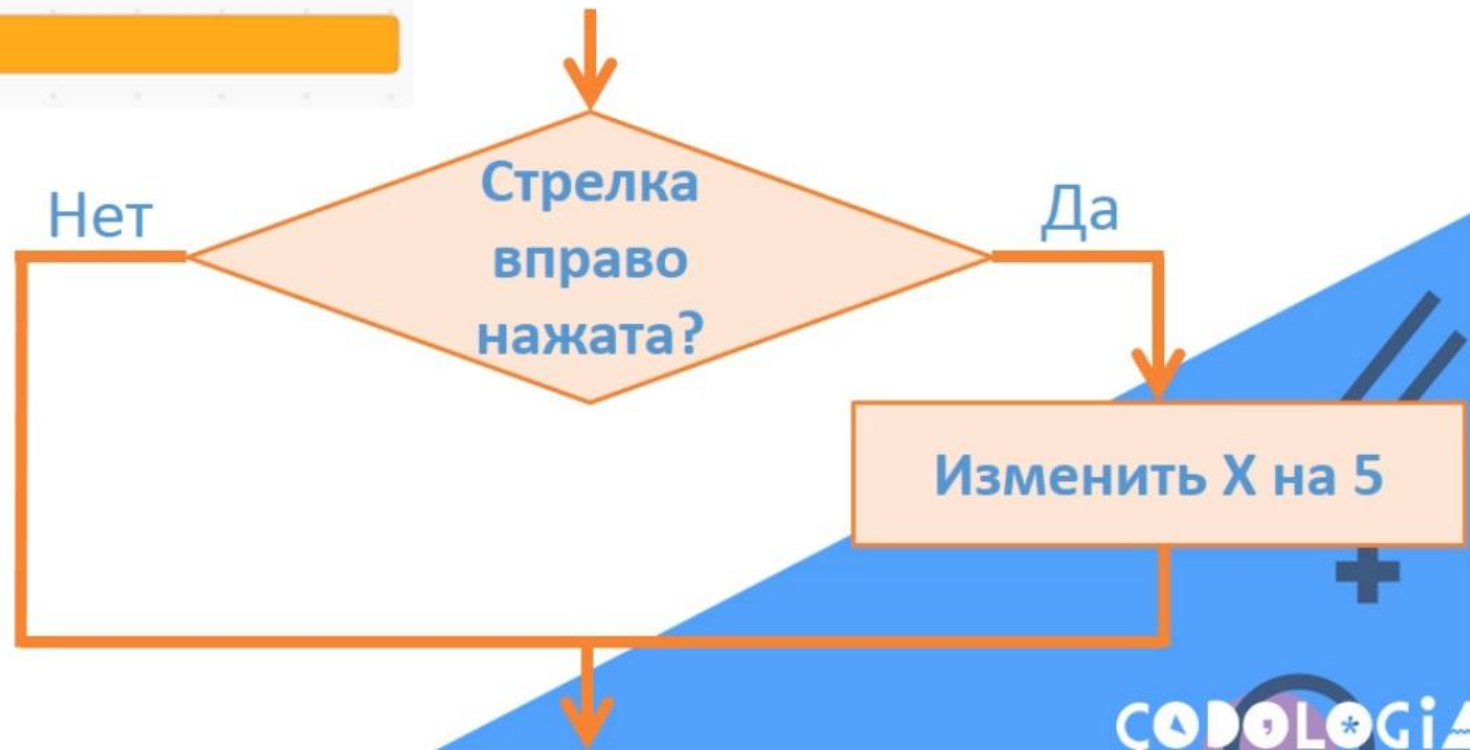 Нет
Стрелка
вправо
нажата?
Да
Изменить X на 5
CODOLOGiA